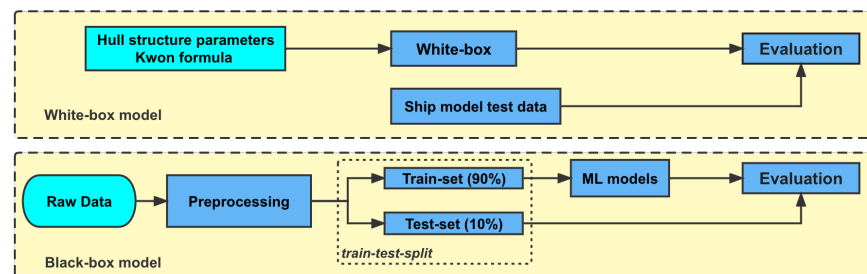 Hull structure parameters
Kwon formula
White-box
Evaluation
Ship model test data
White-box model
Raw Data
Preprocessing
Train-set (90%)
ML models
Evaluation
Test-set (10%)
train-test-split
Black-box model